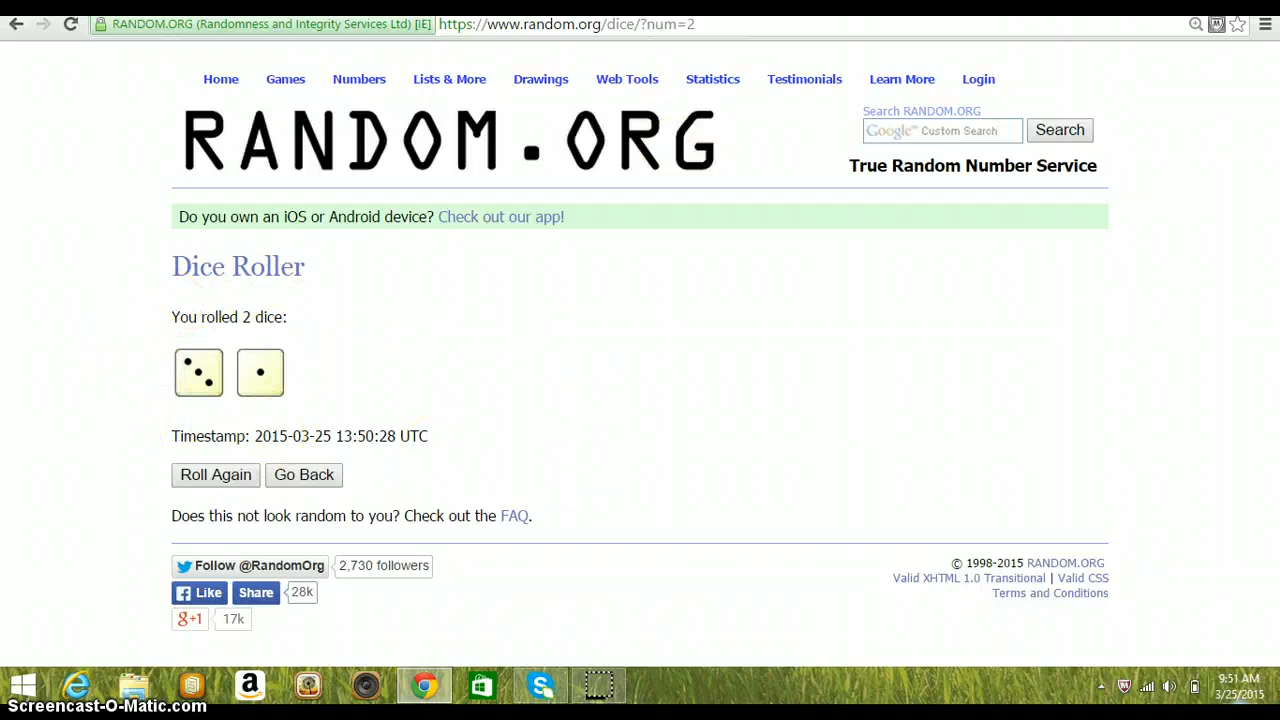 RANDOM.ORG (Randomness and Integrity Services Ltd) [IE] https://www.random.org/dice/?num=2
Home Games Numbers Lists & More Drawings Web Tools Statistics Testimonials Learn More Login
RANDOM.ORG
Search RANDOM.ORG
Google™ Custom Search Search
True Random Number Service
Do you own an iOS or Android device? Check out our app!
Dice Roller
You rolled 2 dice:
Timestamp: 2015-03-25 13:50:28 UTC
Roll Again Go Back
Does this not look random to you? Check out the FAQ.
Follow @RandomOrg 2,730 followers
Like Share 28k
g+1 17k
© 1998-2015 RANDOM.ORG
Valid XHTML 1.0 Transitional | Valid CSS
Terms and Conditions
9:51 AM
3/25/2015
Screencast-O-Matic.com